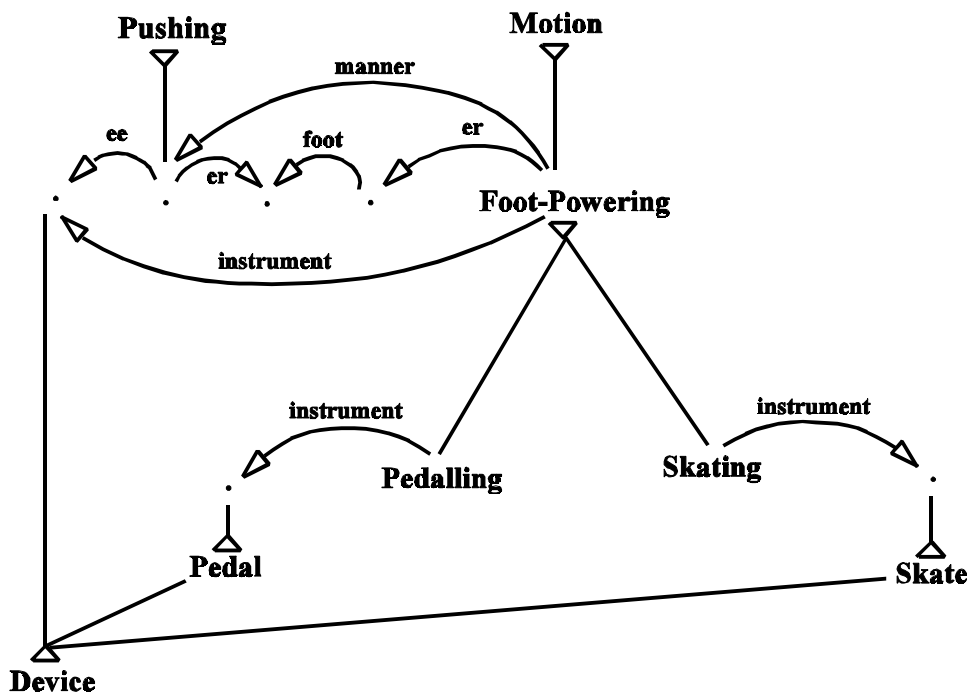 Pushing
Motion
manner
ee
er
foot
er
Foot-Powering
instrument
instrument
instrument
Pedalling
Skating
Pedal
Skate
Device